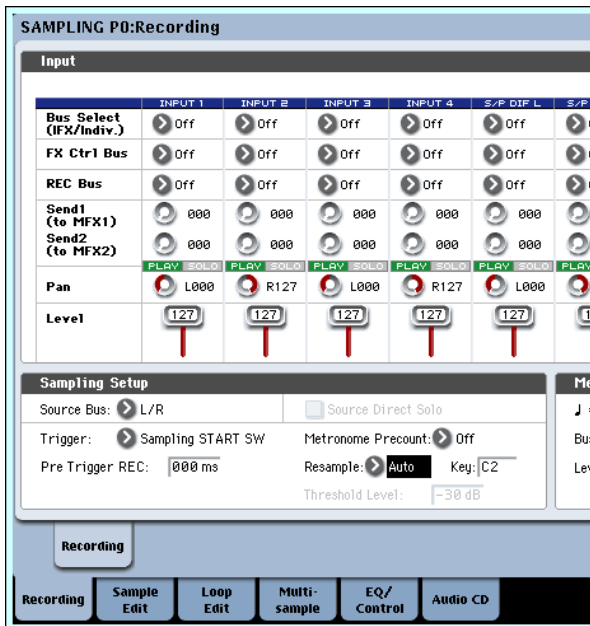 SAMPLING P0:Recording
Input
INPUT 1 INPUT 2 INPUT 3 INPUT 4 S/P DIF L S/P
Bus Select
(IFX/Indiv.) Off Off Off Off Off
FX Ctrl Bus Off Off Off Off Off
REC Bus Off Off Off Off Off
Send1
(to MFX1) 000 000 000 000 000
Send2
(to MFX2) 000 000 000 000 000
PLAY SOLO PLAY SOLO PLAY SOLO PLAY SOLO PLAY SOLO PLAY
Pan L000 R127 L000 R127 L000
Level 127 127 127 127 127 1
Sampling Setup Me
Source Bus: L/R Source Direct Solo ♩ =
Trigger: Sampling START SW Metronome Precount: Off Bu
Pre Trigger REC: 000 ms Resample: Auto Key: C2 Lev
Threshold Level: -30 dB
Recording
Recording Sample Edit Loop Edit Multi-sample EQ/Control Audio CD